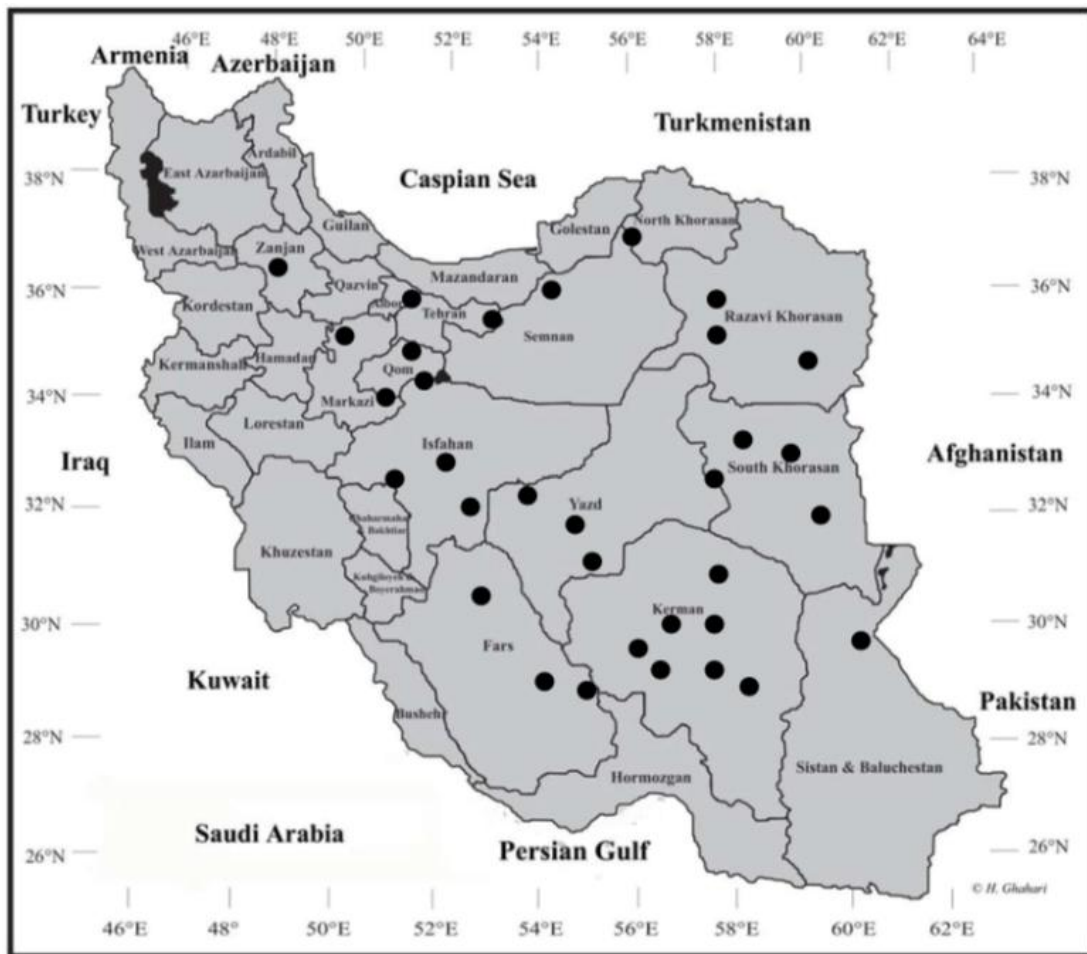 46°E 48°E 50°E 52°E 54°E 56°E 58°E 60°E 62°E 64°E
Armenia
Azerbaijan
Turkey
Turkmenistan
Ardabil
38°N
East Azarbaijan
Caspian Sea
38°N
Guilan
Golestan
North Khorasan
West Azarbaijan
Zanjan
Mazandaran
36°N
Qazvin
36°N
Kordestan
Tehran
Razavi Khorasan
Semnan
Kermanshah
Hamadan
Qom
34°N
Markazi
34°N
Lorestan
Ilam
Isfahan
Iraq
Afghanistan
South Khorasan
32°N
Yazd
32°N
Chaharmahal
& Bakhtiari
Khuzestan
Kuhgiloyeh &
Boyerahmad
Kerman
30°N
30°N
Fars
Kuwait
Pakistan
Bushehr
28°N
28°N
Hormozgan
Sistan & Baluchestan
Saudi Arabia
Persian Gulf
26°N
26°N
© H. Ghahari
46°E 48°E 50°E 52°E 54°E 56°E 58°E 60°E 62°E